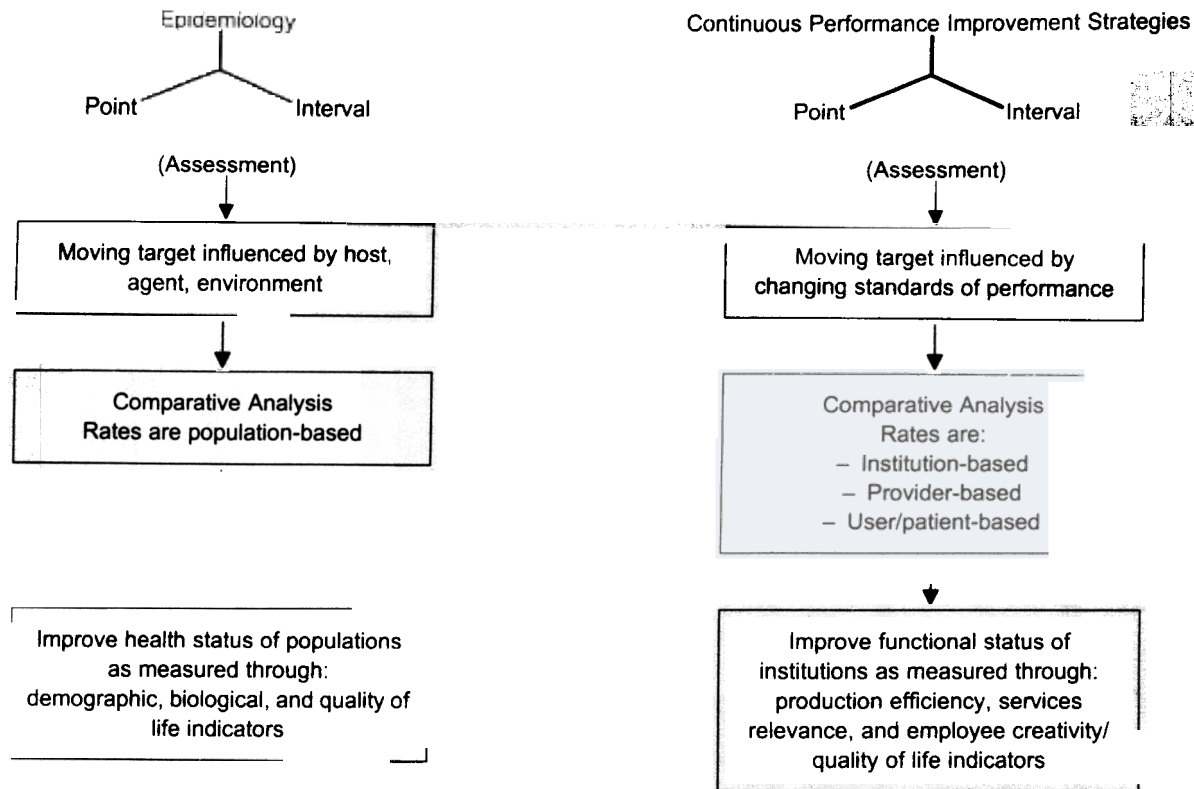 Epidemiology
Point
Interval
(Assessment)
Moving target influenced by host,
agent, environment
Comparative Analysis
Rates are population-based
Improve health status of populations
as measured through:
demographic, biological, and quality of
life indicators
Continuous Performance Improvement Strategies
Point
Interval
(Assessment)
Moving target influenced by
changing standards of performance
Comparative Analysis
Rates are:
– Institution-based
– Provider-based
– User/patient-based
Improve functional status of
institutions as measured through:
production efficiency, services
relevance, and employee creativity/
quality of life indicators